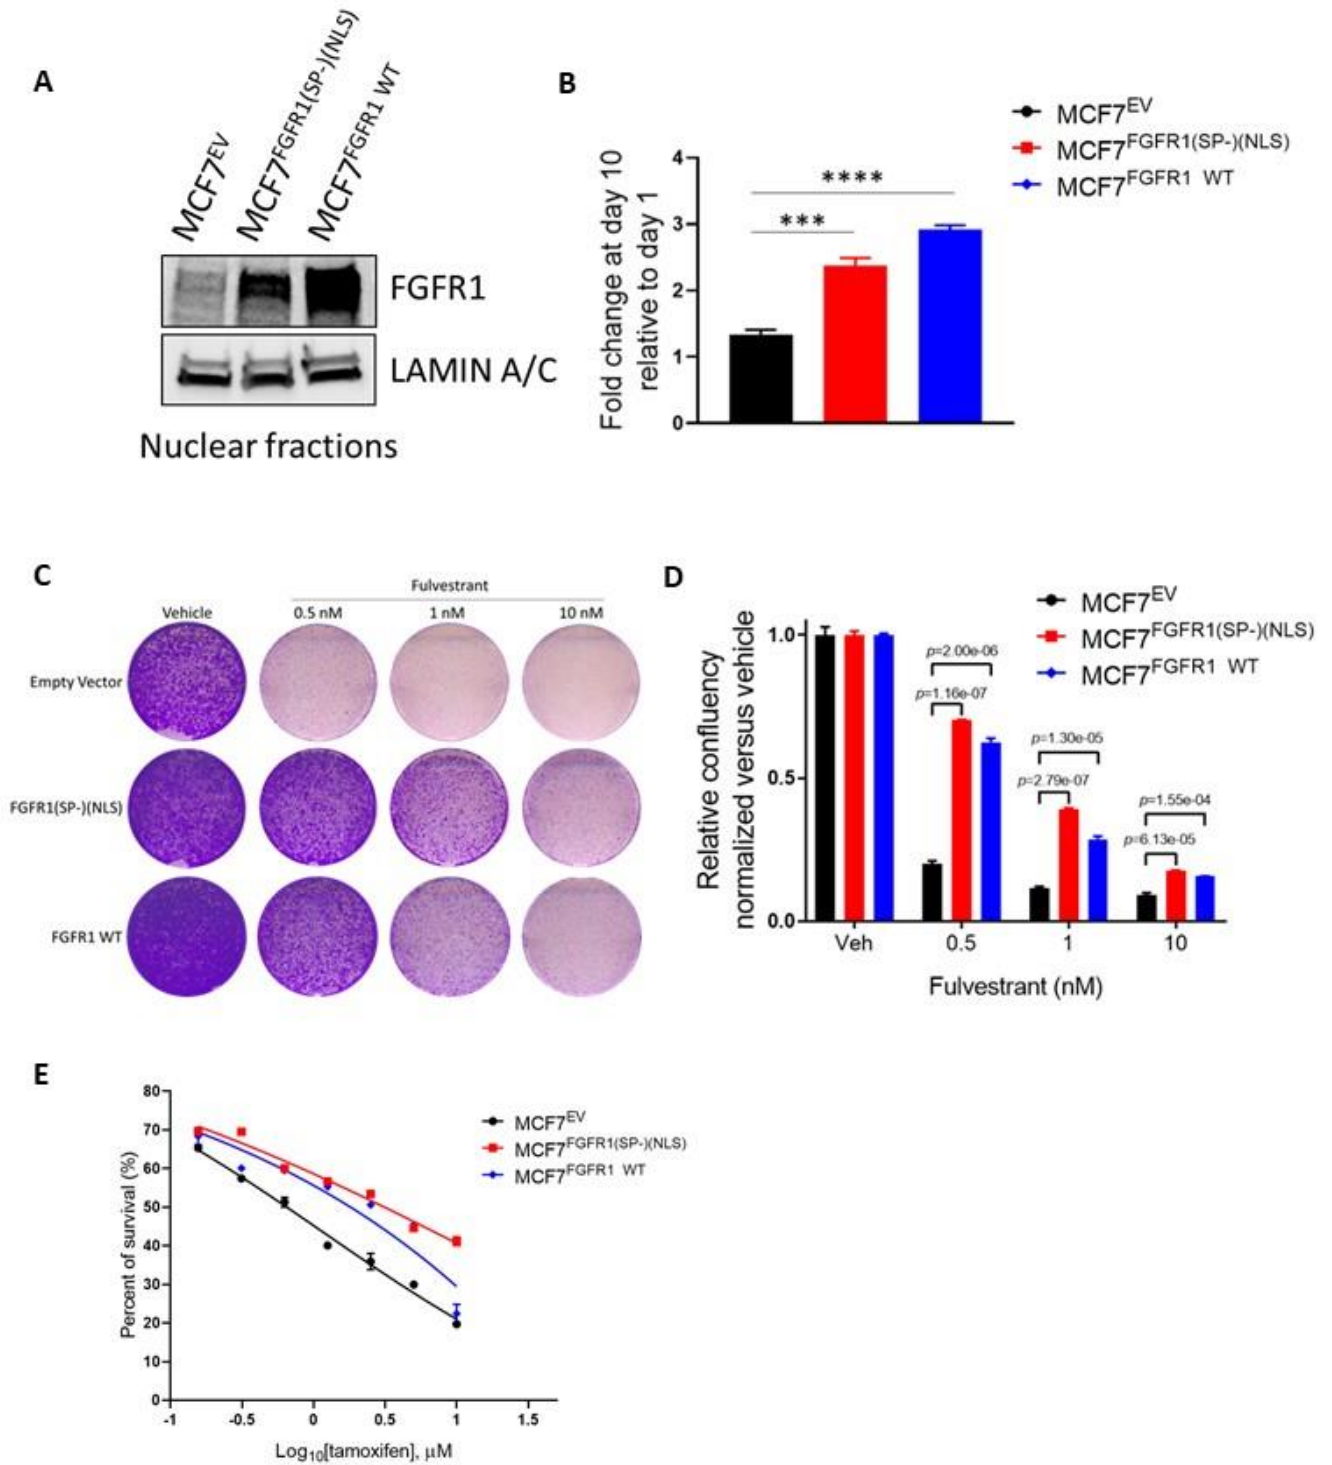 A
MCF7EV
MCF7FGFR1(SP-)(NLS)
MCF7FGFR1 WT
FGFR1
LAMIN A/C
Nuclear fractions
B
Fold change at day 10
relative to day 1
4
3
2
1
0
****
***
MCF7EV
MCF7FGFR1(SP-)(NLS)
MCF7FGFR1 WT
C
Fulvestrant
Vehicle 0.5 nM 1 nM 10 nM
Empty Vector
FGFR1(SP-)(NLS)
FGFR1 WT
D
Relative confluency
normalized versus vehicle
1.0
0.5
0.0
p=2.00e-06
p=1.16e-07
p=1.30e-05
p=2.79e-07
p=1.55e-04
p=6.13e-05
Veh 0.5 1 10
Fulvestrant (nM)
MCF7EV
MCF7FGFR1(SP-)(NLS)
MCF7FGFR1 WT
E
Percent of survival (%)
80
70
60
50
40
30
20
10
0
-1 -0.5 0 0.5 1 1.5
Log10[tamoxifen], μM
MCF7EV
MCF7FGFR1(SP-)(NLS)
MCF7FGFR1 WT